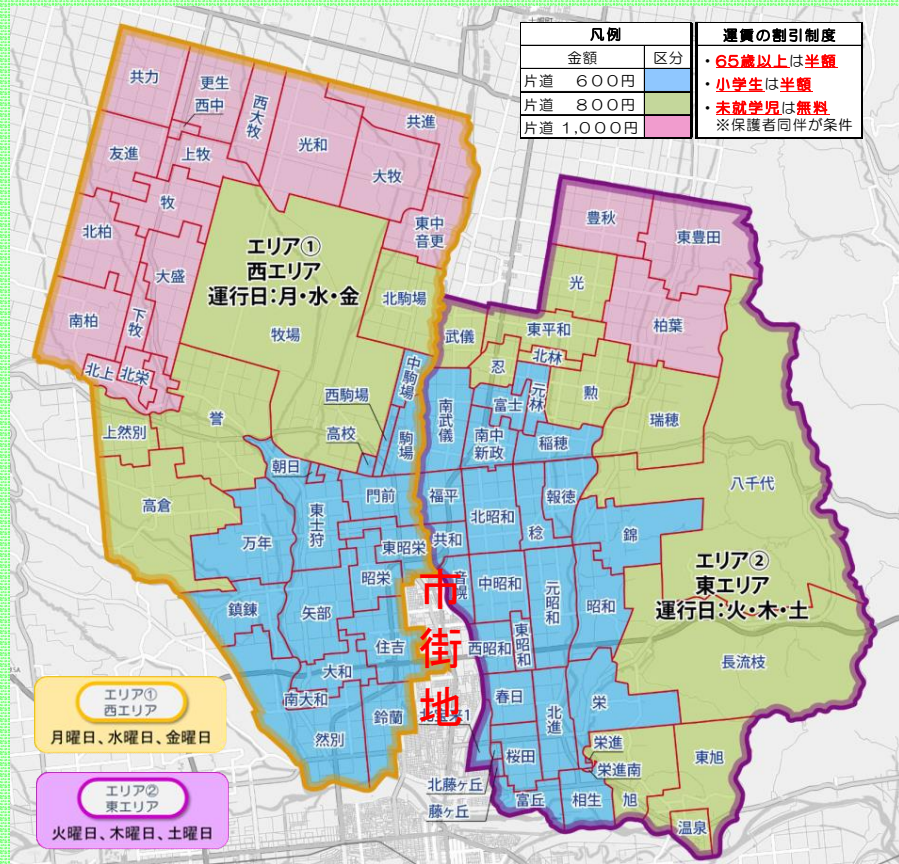 凡例
金額 区分
片道 600円
片道 800円
片道 1,000円
運賃の割引制度
・65歳以上は半額
・小学生は半額
・未就学児は無料
※保護者同伴が条件
共力
更生
西中
西大牧
共進
友進
上牧
光和
大牧
牧
北柏
東中音更
大盛
エリア①
西エリア
運行日:月・水・金
北駒場
南柏
下牧
牧場
北上
北栄
中駒場
西駒場
誉
上然別
高校
駒場
朝日
高倉
門前
東士狩
万年
東昭栄
昭栄
鎮錬
矢部
住吉
大和
南大和
鈴蘭
然別
豊秋
東豊田
光
柏葉
武儀
東平和
北林
忍
元林
勲
富士
南武儀
瑞穂
南中新政
稲穂
八千代
福平
報徳
北昭和
稔
錦
共和
エリア②
東エリア
運行日:火・木・土
音幌
中昭和
元昭和
昭和
西昭和
東昭和
長流枝
春日
栄
北進
桜田
栄進
栄進南
東旭
富丘
相生
旭
温泉
市街地
北藤ヶ丘
藤ヶ丘
エリア①
西エリア
月曜日、水曜日、金曜日
エリア②
東エリア
火曜日、木曜日、土曜日